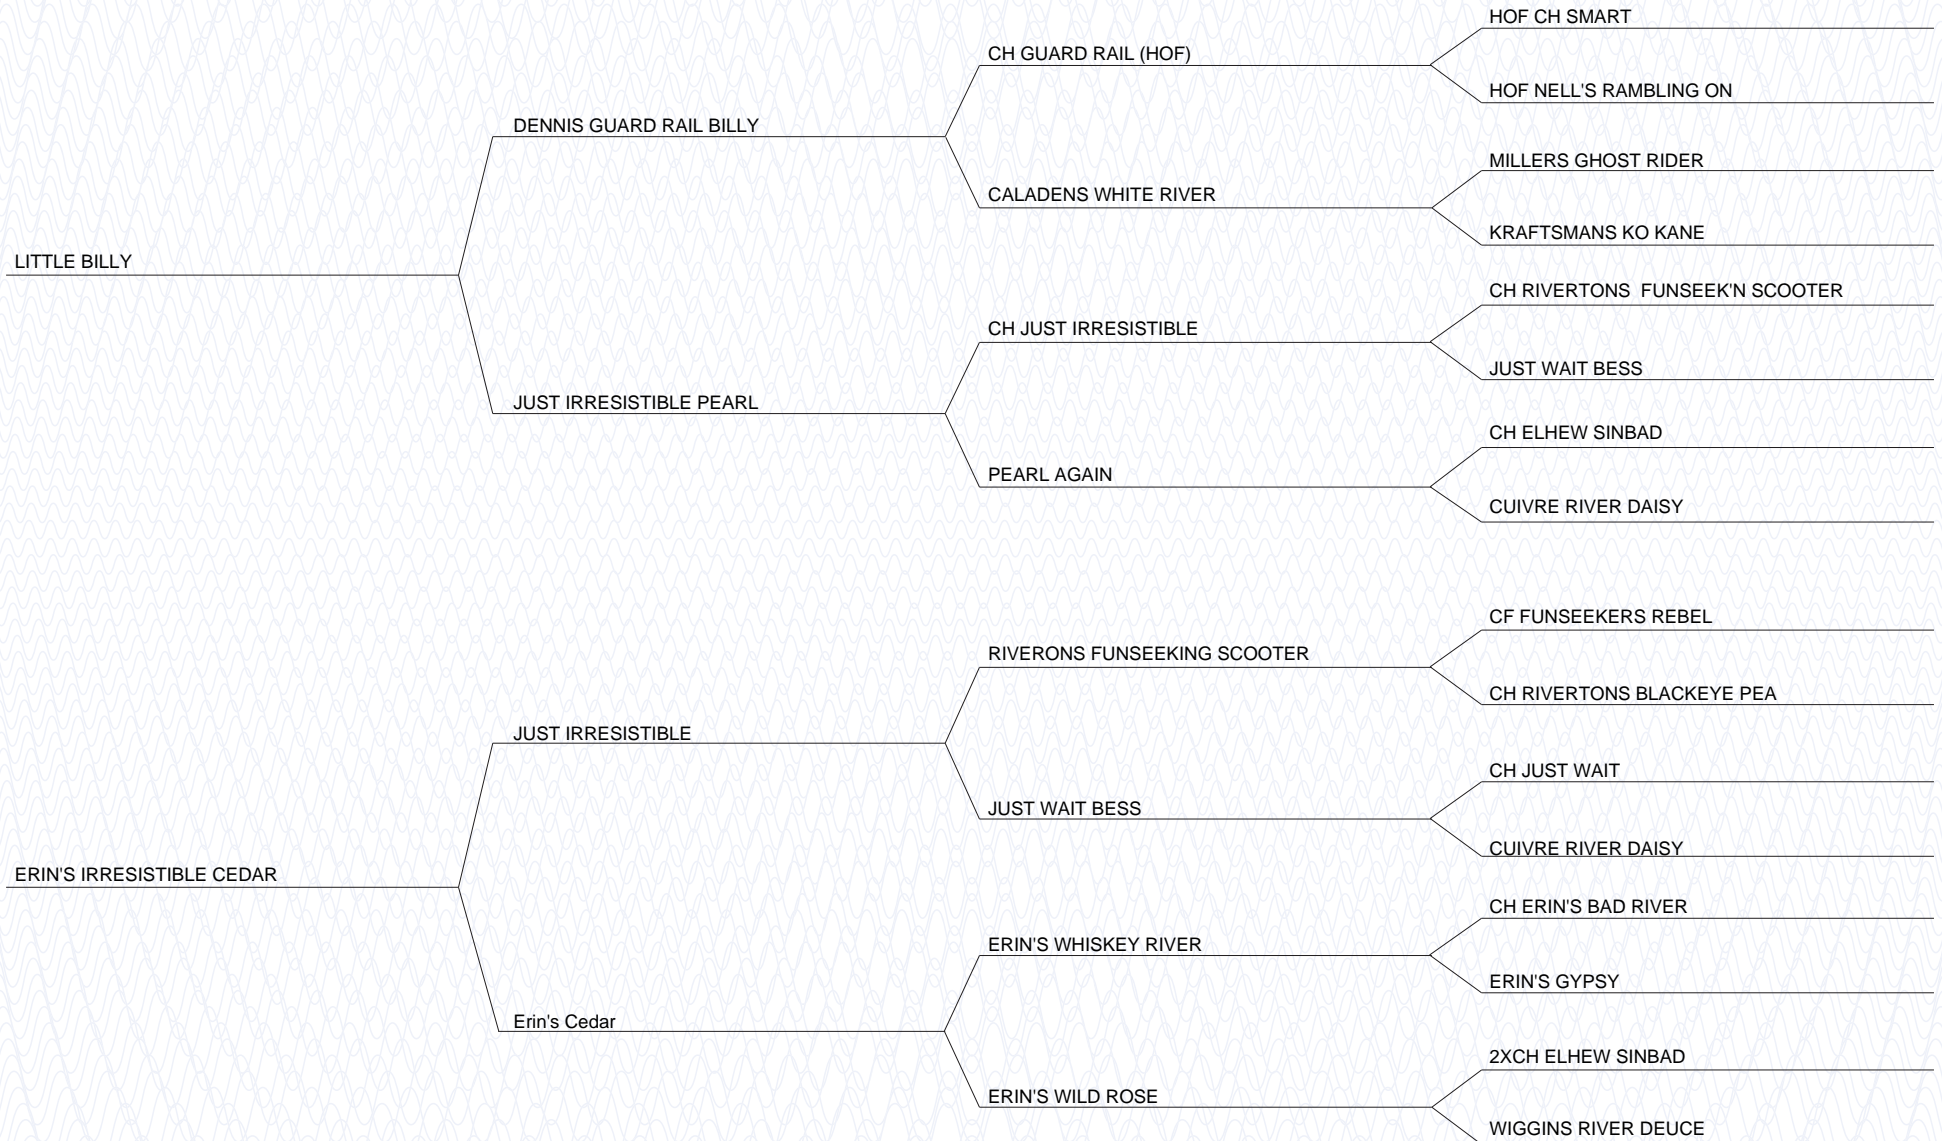 HOF CH SMART
CH GUARD RAIL (HOF)
HOF NELL'S RAMBLING ON
DENNIS GUARD RAIL BILLY
MILLERS GHOST RIDER
CALADENS WHITE RIVER
KRAFTSMANS KO KANE
LITTLE BILLY
CH RIVERTONS  FUNSEEK'N SCOOTER
CH JUST IRRESISTIBLE
JUST WAIT BESS
JUST IRRESISTIBLE PEARL
CH ELHEW SINBAD
PEARL AGAIN
CUIVRE RIVER DAISY
CF FUNSEEKERS REBEL
RIVERONS FUNSEEKING SCOOTER
CH RIVERTONS BLACKEYE PEA
JUST IRRESISTIBLE
CH JUST WAIT
JUST WAIT BESS
CUIVRE RIVER DAISY
ERIN'S IRRESISTIBLE CEDAR
CH ERIN'S BAD RIVER
ERIN'S WHISKEY RIVER
ERIN'S GYPSY
Erin's Cedar
2XCH ELHEW SINBAD
ERIN'S WILD ROSE
WIGGINS RIVER DEUCE